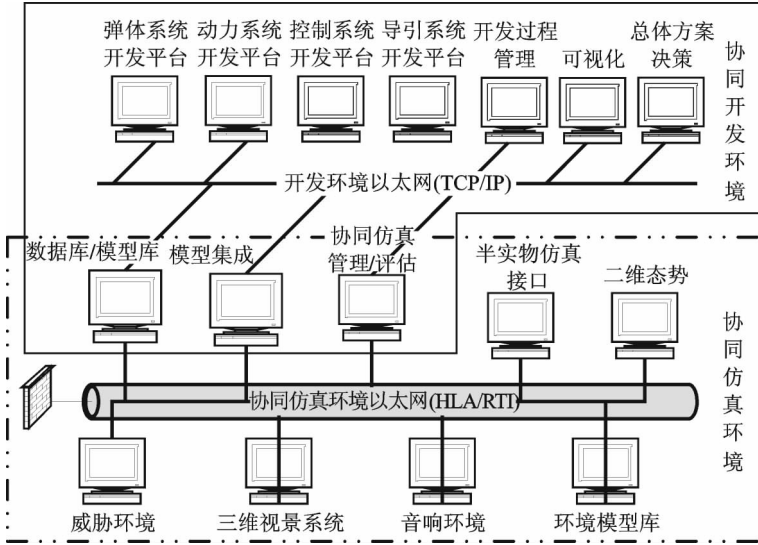 弹体系统
开发平台
动力系统
开发平台
控制系统
开发平台
导引系统
开发平台
开发过程
管理
可视化
总体方案
决策
协同开发环境
开发环境以太网(TCP/IP)
数据库/模型库
模型集成
协同仿真
管理/评估
半实物仿真
接口
二维态势
协同仿真环境
协同仿真环境以太网(HLA/RTI)
威胁环境
三维视景系统
音响环境
环境模型库